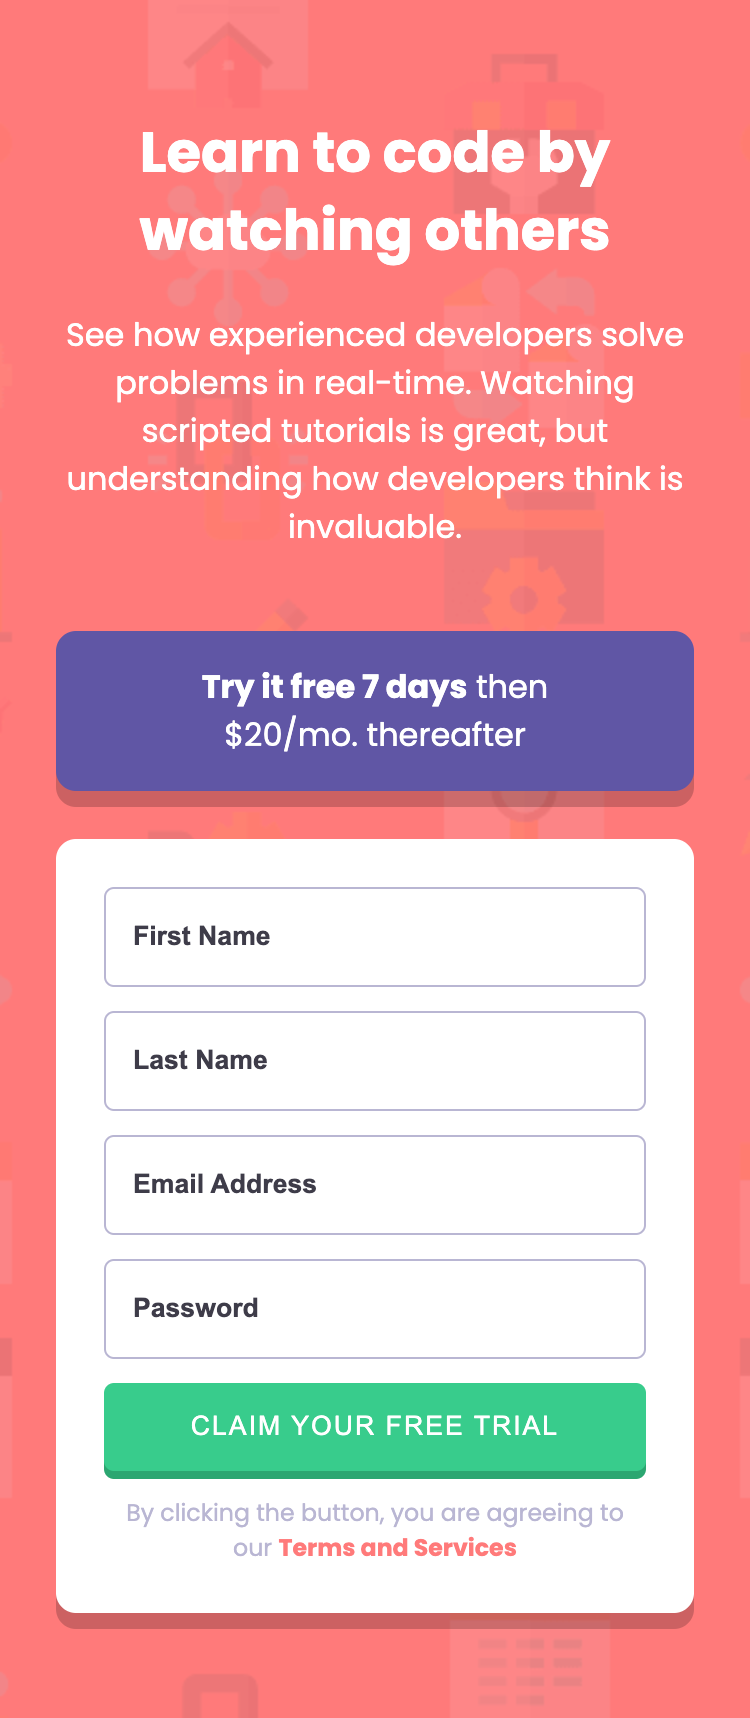 Learn to code by
watching others
See how experienced developers solve
problems in real-time. Watching
scripted tutorials is great, but
understanding how developers think is
invaluable.
Try it free 7 days then
$20/mo. thereafter
First Name
Last Name
Email Address
Password
CLAIM YOUR FREE TRIAL
By clicking the button, you are agreeing to
our Terms and Services